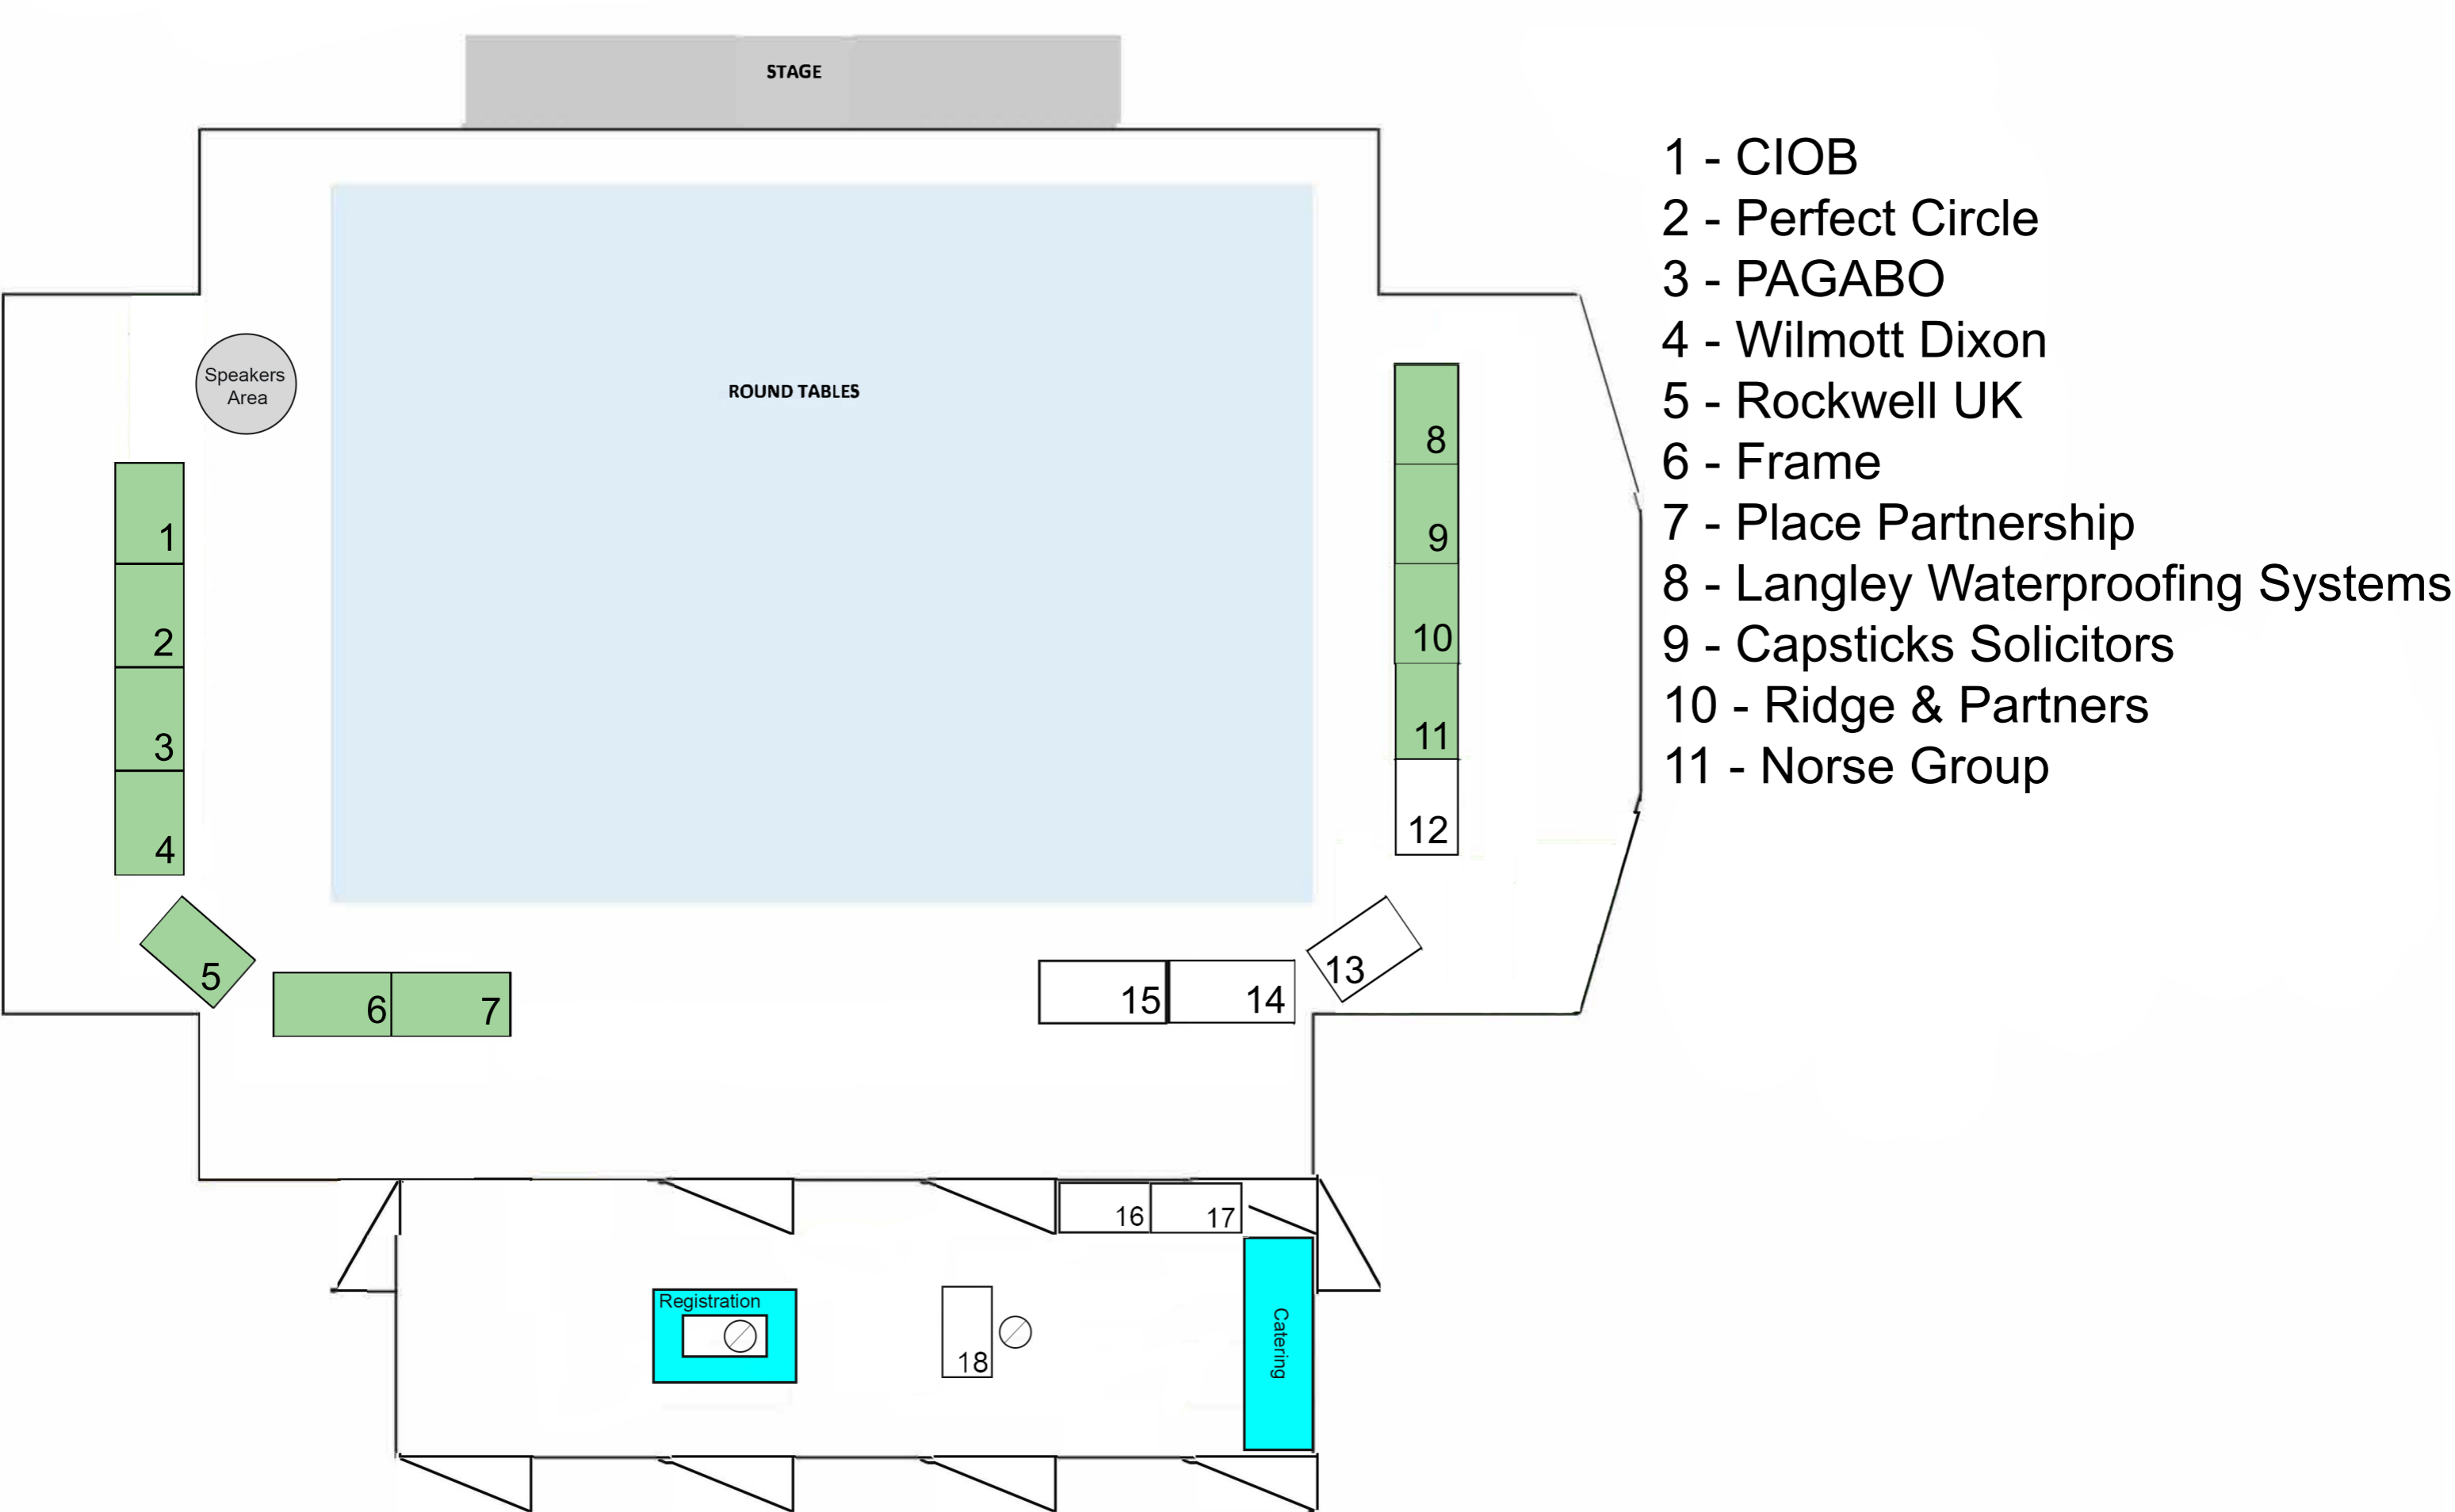 STAGE
ROUND TABLES
Speakers
Area
1
2
3
4
5
6
7
8
9
10
11
12
13
14
15
16
17
18
Registration
Catering
1 - CIOB
2 - Perfect Circle
3 - PAGABO
4 - Wilmott Dixon
5 - Rockwell UK
6 - Frame
7 - Place Partnership
8 - Langley Waterproofing Systems
9 - Capsticks Solicitors
10 - Ridge & Partners
11 - Norse Group